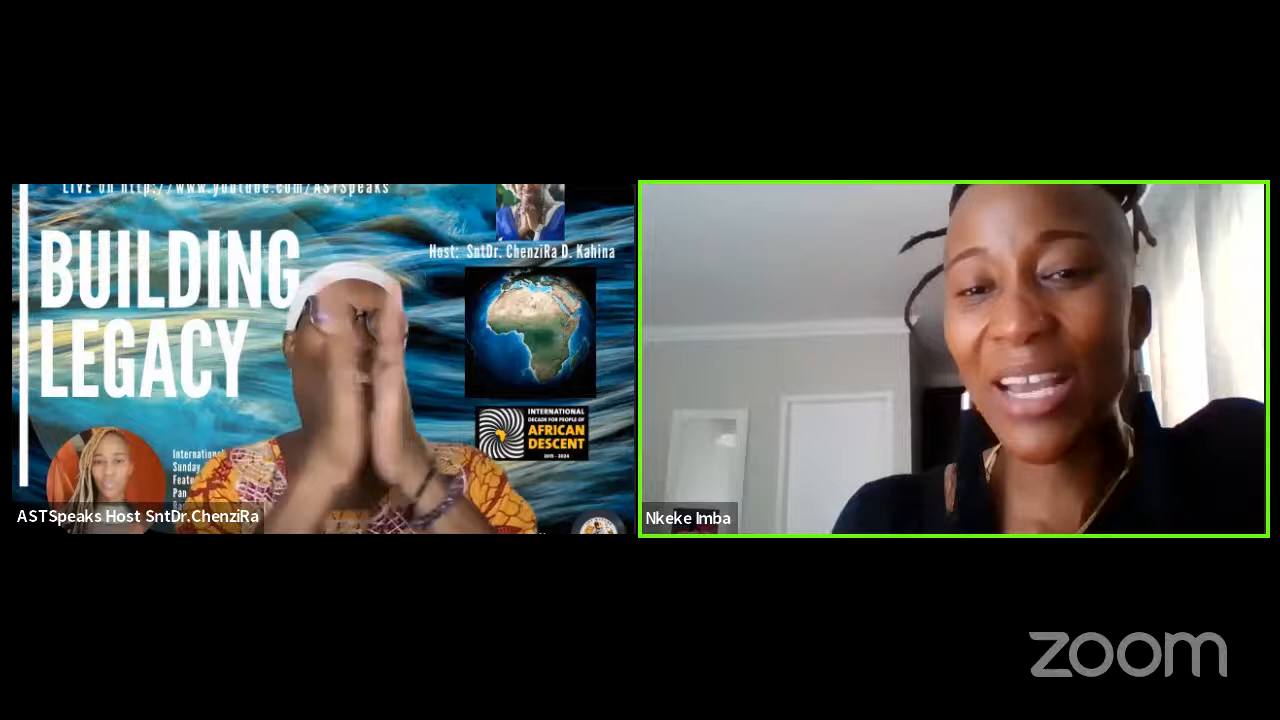 LIVE on http://www.youtube.com/ASTSpeaks
BUILDING
LEGACY
Host: SntDr. ChenziRa D. Kahina
INTERNATIONAL
DECADE FOR PEOPLE OF
AFRICAN
DESCENT
2015 - 2024
International
Sunday
Featu
Pan
ASTSpeaks Host SntDr.ChenziRa
Nkeke Imba
zoom